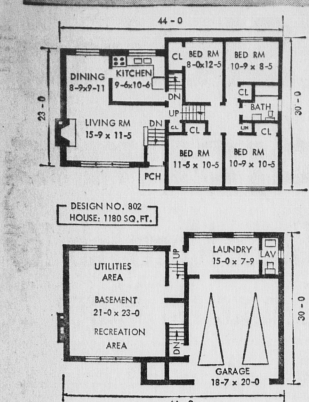 44 - 0
23 - 0
30 - 0
DINING
8-9x9-11
KITCHEN
9-6x10-6
CL
BED RM
8-0x12-5
BED RM
10-9 x 8-5
DN
CL
UP
BATH
LIVING RM
15-9 x 11-5
DN
CL
CL
LIN
CL
BED RM
11-5 x 10-5
BED RM
10-9 x 10-5
PCH
DESIGN NO. 802
HOUSE: 1180 SQ.FT.
UTILITIES
AREA
BASEMENT
21-0 x 23-0
RECREATION
AREA
UP
LAUNDRY
15-0 x 7-9
LAV
DN
GARAGE
18-7 x 20-0
30 - 0